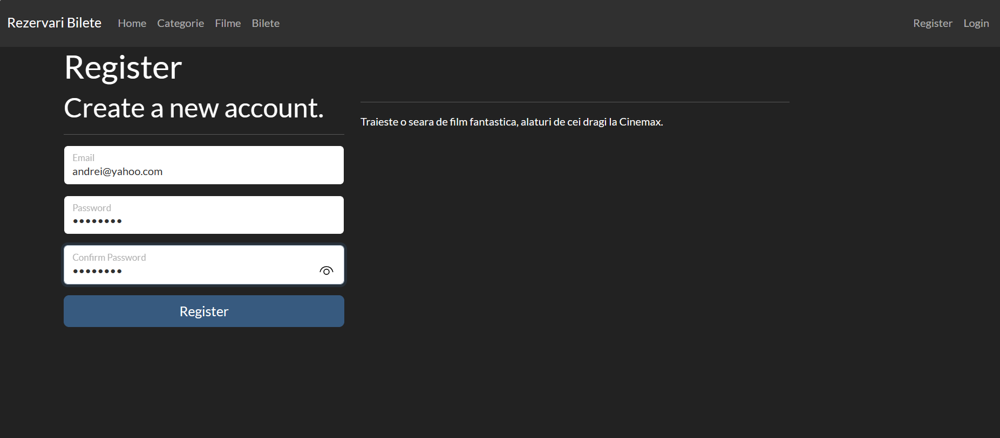 Rezervari Bilete Home Categorie Filme Bilete Register Login
Register
Create a new account.
Traieste o seara de film fantastica, alaturi de cei dragi la Cinemax.
Email
andrei@yahoo.com
Password
••••••••
Confirm Password
••••••••
Register